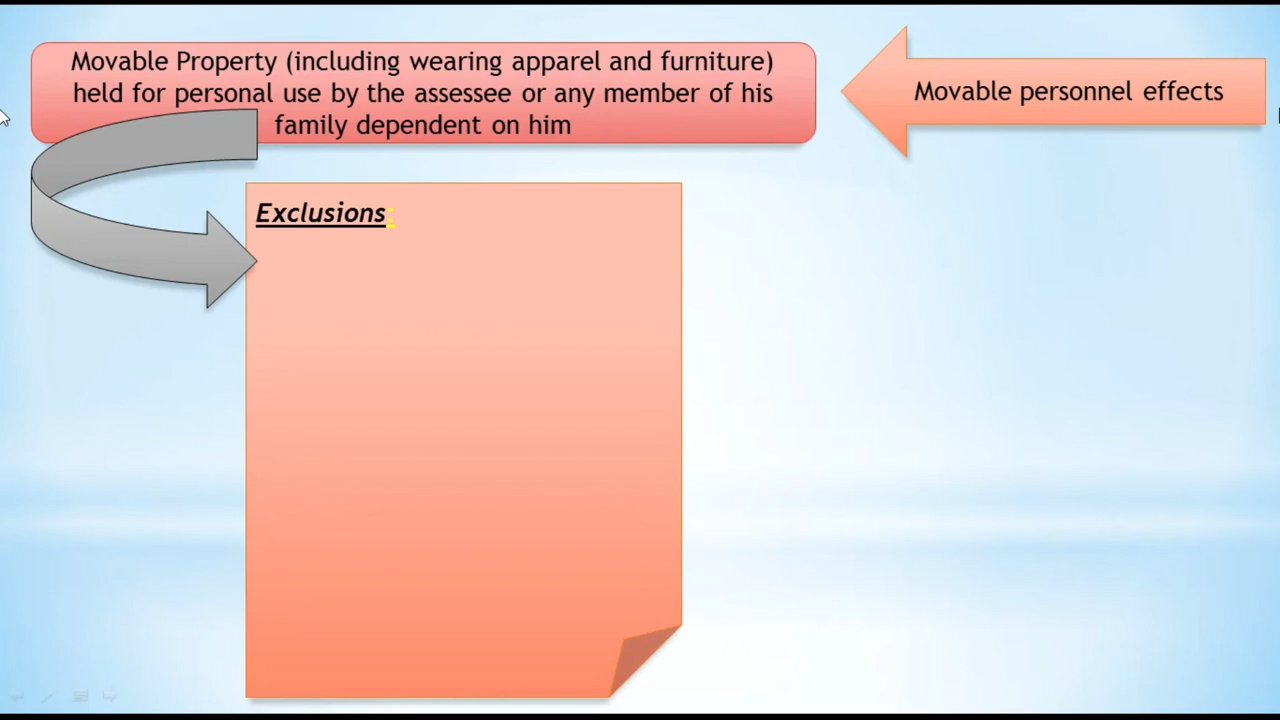 Movable Property (including wearing apparel and furniture)
held for personal use by the assessee or any member of his
family dependent on him
Movable personnel effects
Exclusions: